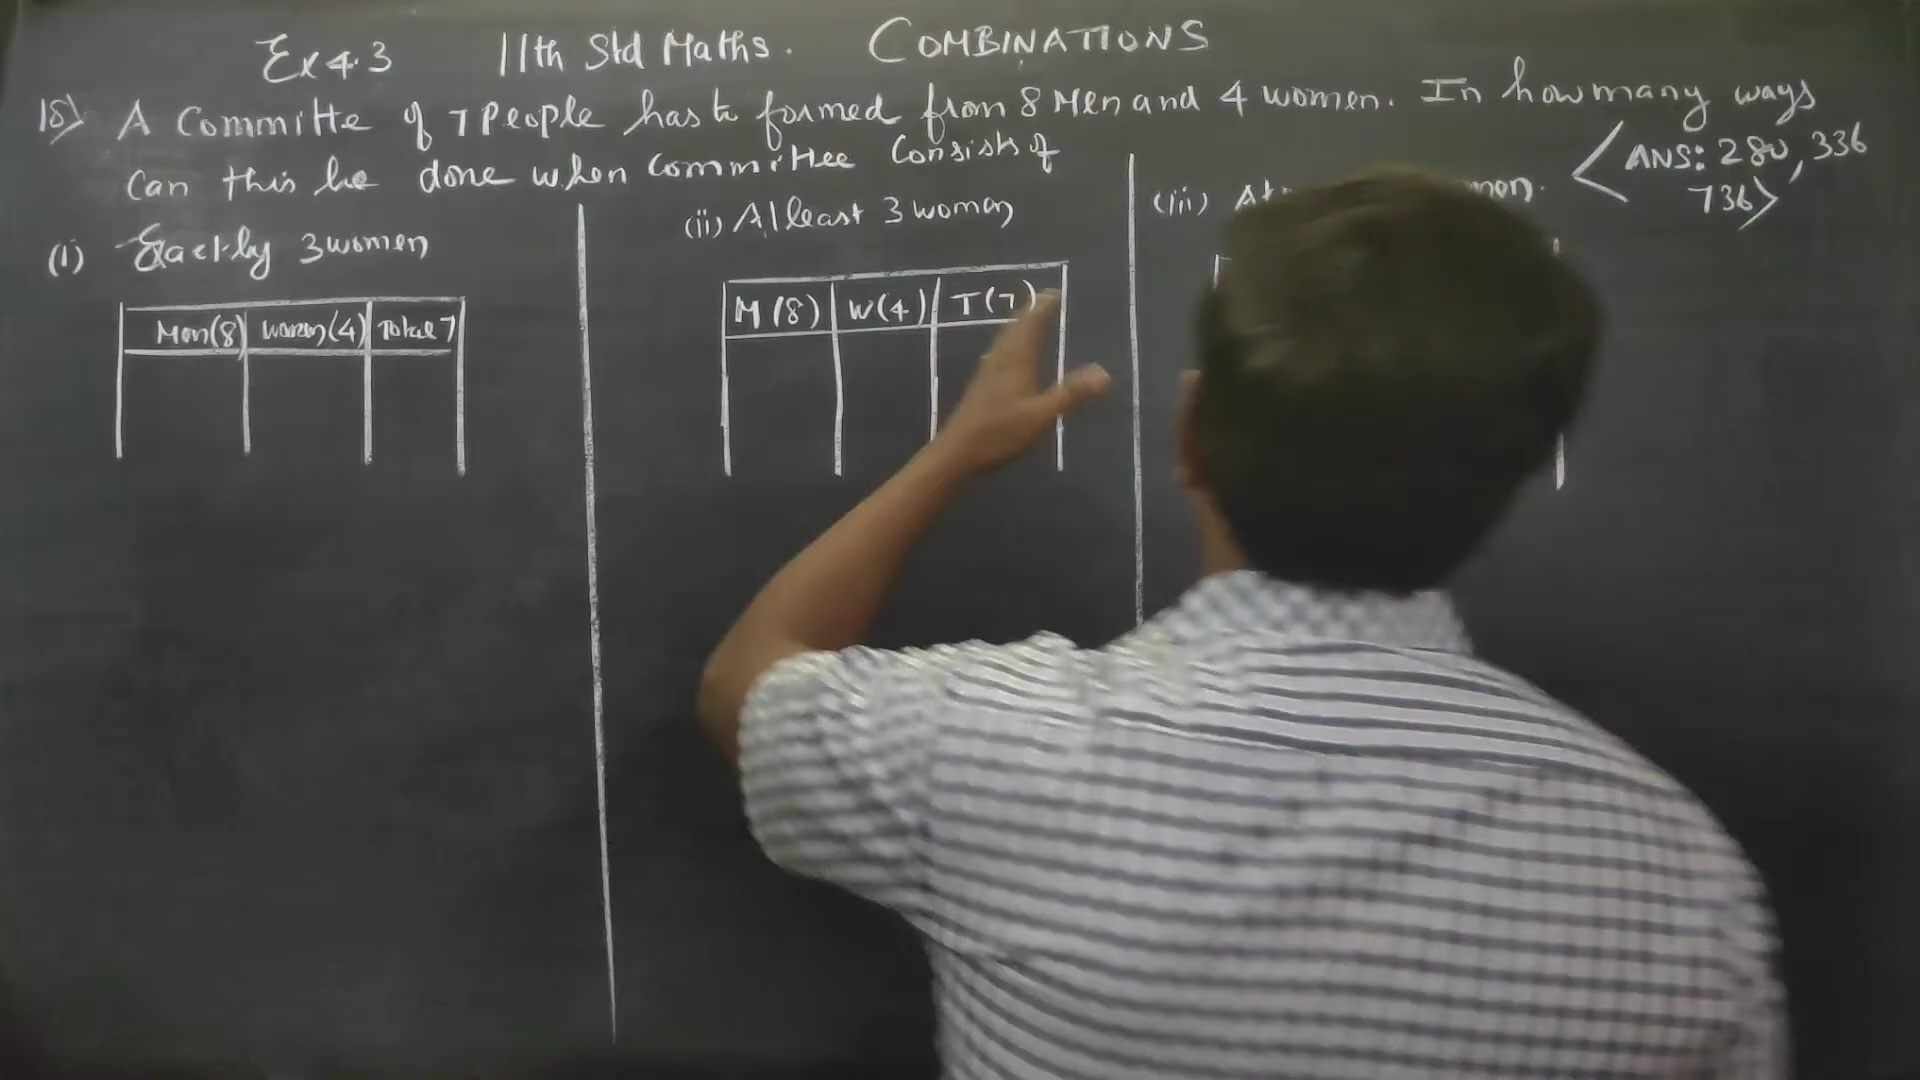 Ex 4.3 11th Std Maths. COMBINATIONS
18) A Committe of 7 People has to formed from 8 Men and 4 women. In how many ways
can this be done when committee Consists of
<ANS: 280, 336
736>
(i) Exactly 3 women
(ii) Atleast 3 women
(iii)
Men(8) women(4) Total 7
M (8) W(4) T(7)